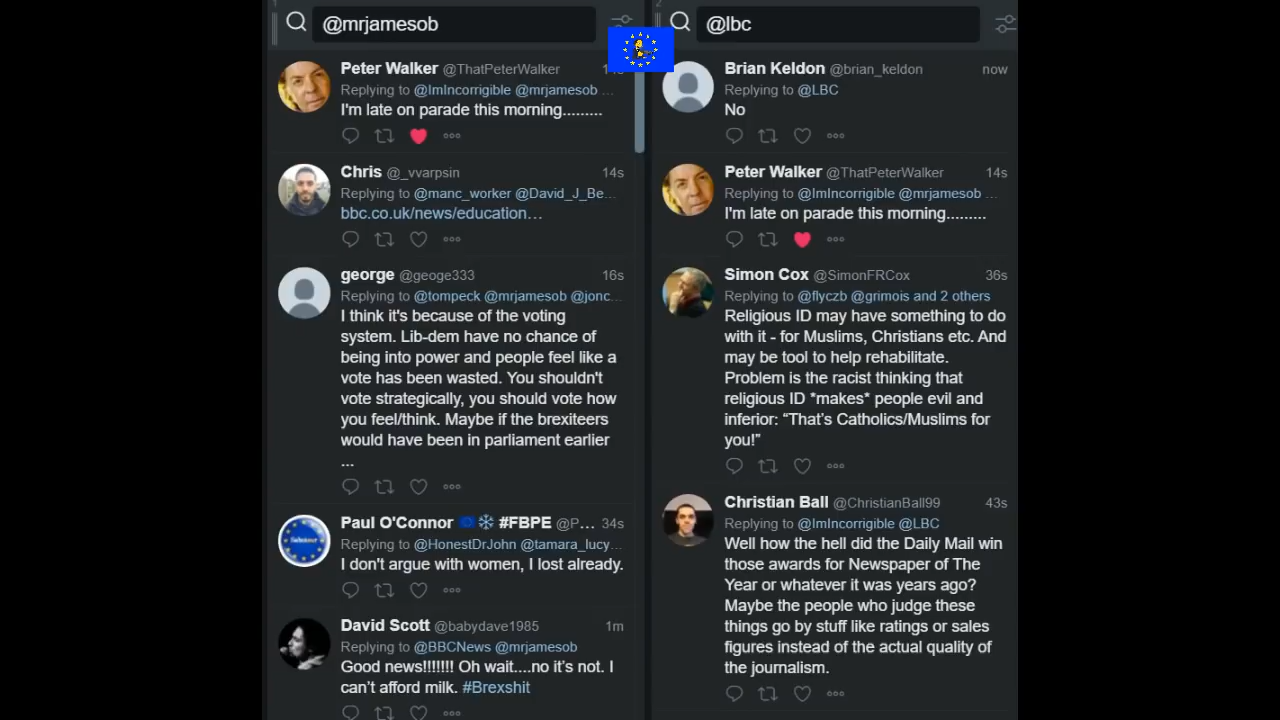 1
@mrjamesob
Peter Walker @ThatPeterWalker
Replying to @ImIncorrigible @mrjamesob ...
I'm late on parade this morning.........
Chris @_vvarpsin 14s
Replying to @manc_worker @David_J_Be...
bbc.co.uk/news/education…
george @geoge333 16s
Replying to @tompeck @mrjamesob @jonc...
I think it's because of the voting
system. Lib-dem have no chance of
being into power and people feel like a
vote has been wasted. You shouldn't
vote strategically, you should vote how
you feel/think. Maybe if the brexiteers
would have been in parliament earlier
...
Paul O'Connor #FBPE @P... 34s
Replying to @HonestDrJohn @tamara_lucy...
I don't argue with women, I lost already.
David Scott @babydave1985 1m
Replying to @BBCNews @mrjamesob
Good news!!!!!!! Oh wait....no it's not. I
can't afford milk. #Brexshit
2
@lbc
Brian Keldon @brian_keldon now
Replying to @LBC
No
Peter Walker @ThatPeterWalker 14s
Replying to @ImIncorrigible @mrjamesob ...
I'm late on parade this morning.........
Simon Cox @SimonFRCox 36s
Replying to @flyczb @grimois and 2 others
Religious ID may have something to do
with it - for Muslims, Christians etc. And
may be tool to help rehabilitate.
Problem is the racist thinking that
religious ID *makes* people evil and
inferior: “That’s Catholics/Muslims for
you!”
Christian Ball @ChristianBall99 43s
Replying to @ImIncorrigible @LBC
Well how the hell did the Daily Mail win
those awards for Newspaper of The
Year or whatever it was years ago?
Maybe the people who judge these
things go by stuff like ratings or sales
figures instead of the actual quality of
the journalism.